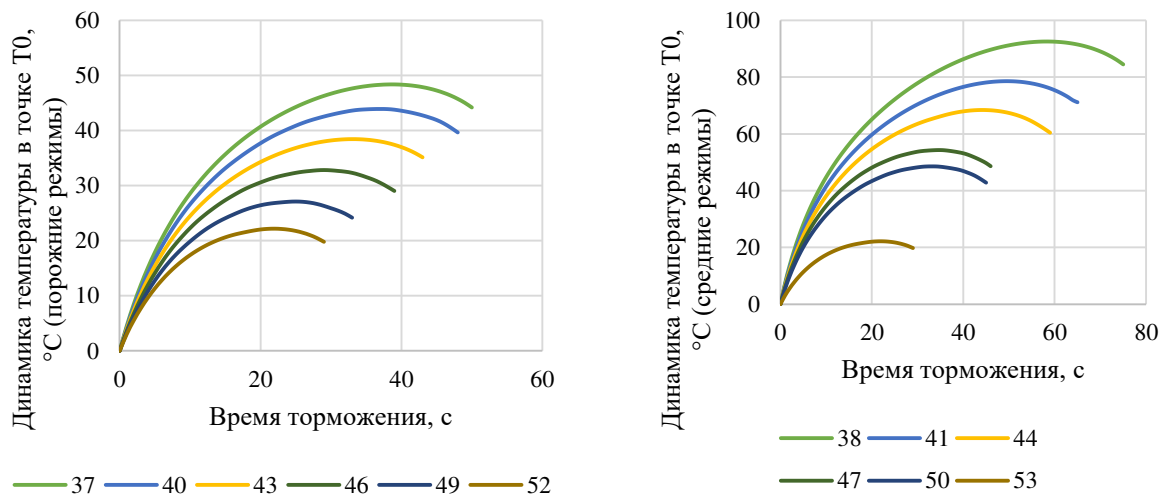 Динамика температуры в точке T0,
°С (порожние режимы)
60
50
40
30
20
10
0
0 20 40 60
Время торможения, с
37 40 43 46 49 52
Динамика температуры в точке T0,
°С (средние режимы)
100
80
60
40
20
0
0 20 40 60 80
Время торможения, с
38 41 44
47 50 53